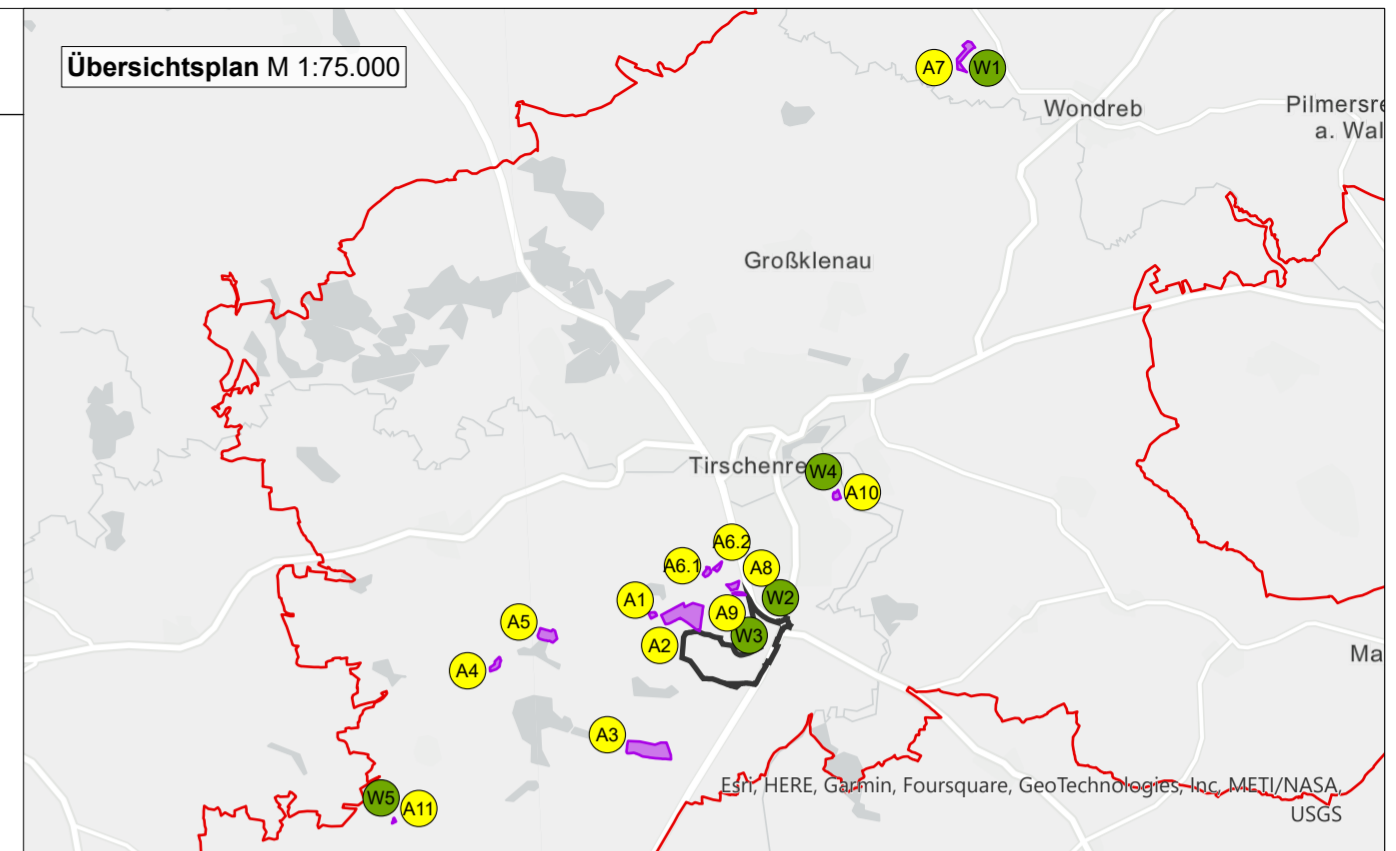 Übersichtsplan M 1:75.000
A7
W1
Wondreb
Pilmersre
a. Wal
Großklenau
Tirschenre
W4
A10
A6.2
A6.1
A8
A1
W2
A5
A9
W3
A2
Ma
A4
A3
W5
A11
Esri, HERE, Garmin, Foursquare, GeoTechnologies, Inc, METI/NASA,
USGS